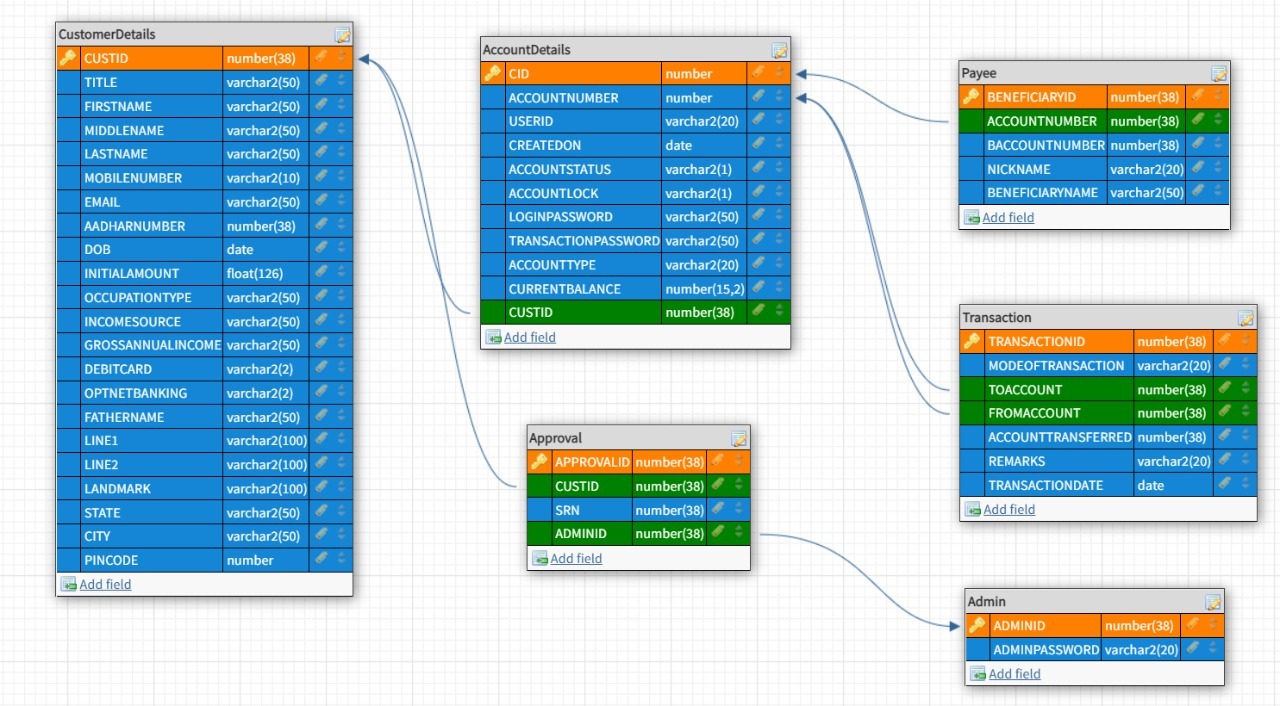 CustomerDetails
CUSTID number(38)
TITLE varchar2(50)
FIRSTNAME varchar2(50)
MIDDLENAME varchar2(50)
LASTNAME varchar2(50)
MOBILENUMBER varchar2(10)
EMAIL varchar2(50)
AADHARNUMBER number(38)
DOB date
INITIALAMOUNT float(126)
OCCUPATIONTYPE varchar2(50)
INCOMESOURCE varchar2(50)
GROSSANNUALINCOME varchar2(50)
DEBITCARD varchar2(2)
OPTNETBANKING varchar2(2)
FATHERNAME varchar2(50)
LINE1 varchar2(100)
LINE2 varchar2(100)
LANDMARK varchar2(100)
STATE varchar2(50)
CITY varchar2(50)
PINCODE number
Add field
AccountDetails
CID number
ACCOUNTNUMBER number
USERID varchar2(20)
CREATEDON date
ACCOUNTSTATUS varchar2(1)
ACCOUNTLOCK varchar2(1)
LOGINPASSWORD varchar2(50)
TRANSACTIONPASSWORD varchar2(50)
ACCOUNTTYPE varchar2(20)
CURRENTBALANCE number(15,2)
CUSTID number(38)
Add field
Approval
APPROVALID number(38)
CUSTID number(38)
SRN number(38)
ADMINID number(38)
Add field
Payee
BENEFICIARYID number(38)
ACCOUNTNUMBER number(38)
BACCOUNTNUMBER number(38)
NICKNAME varchar2(20)
BENEFICIARYNAME varchar2(50)
Add field
Transaction
TRANSACTIONID number(38)
MODEOFTRANSACTION varchar2(20)
TOACCOUNT number(38)
FROMACCOUNT number(38)
ACCOUNTTRANSFERRED number(38)
REMARKS varchar2(20)
TRANSACTIONDATE date
Add field
Admin
ADMINID number(38)
ADMINPASSWORD varchar2(20)
Add field